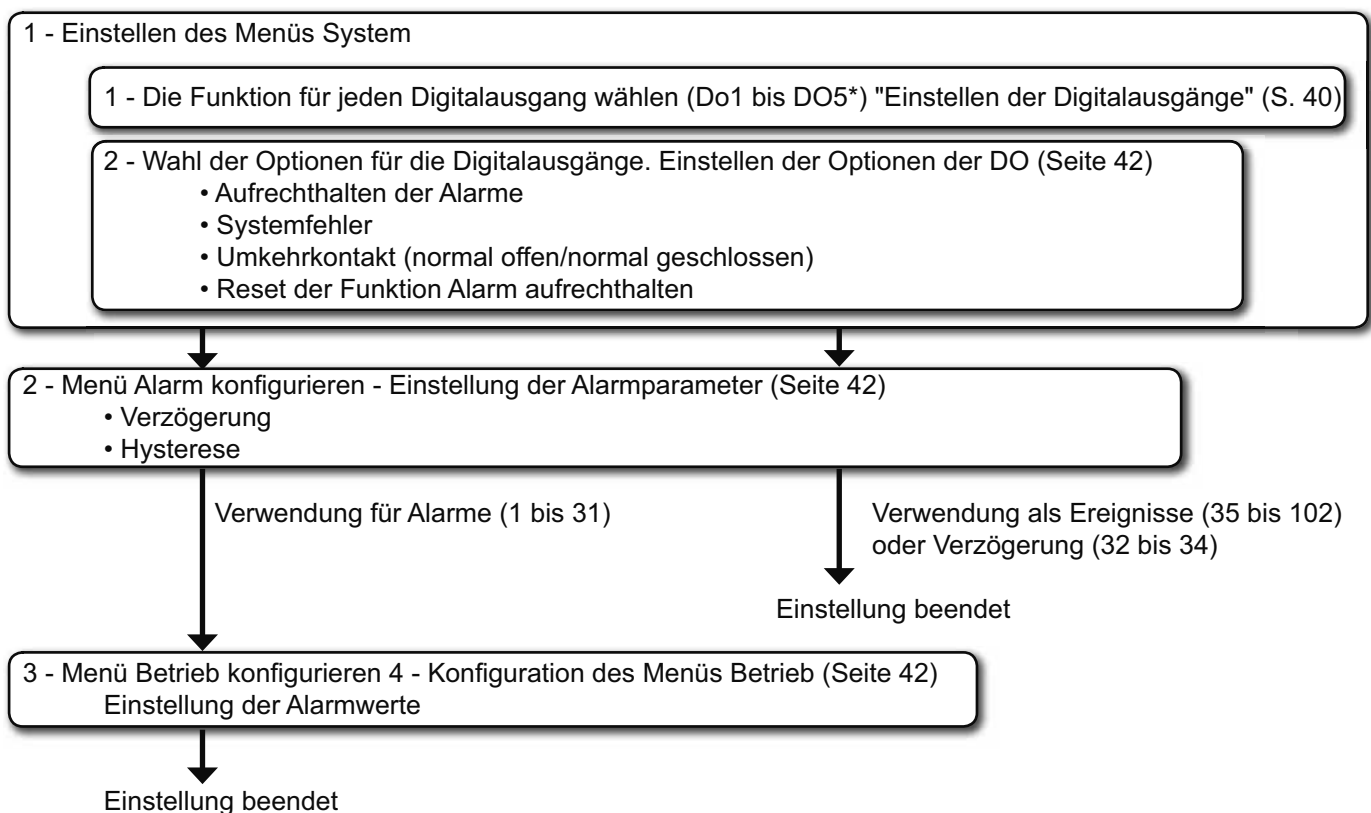 1 - Einstellen des Menüs System
1 - Die Funktion für jeden Digitalausgang wählen (Do1 bis DO5*) "Einstellen der Digitalausgänge" (S. 40)
2 - Wahl der Optionen für die Digitalausgänge. Einstellen der Optionen der DO (Seite 42)
• Aufrechthalten der Alarme
• Systemfehler
• Umkehrkontakt (normal offen/normal geschlossen)
• Reset der Funktion Alarm aufrechthalten
2 - Menü Alarm konfigurieren - Einstellung der Alarmparameter (Seite 42)
• Verzögerung
• Hysterese
Verwendung für Alarme (1 bis 31)
Verwendung als Ereignisse (35 bis 102)
oder Verzögerung (32 bis 34)
Einstellung beendet
3 - Menü Betrieb konfigurieren 4 - Konfiguration des Menüs Betrieb (Seite 42)
Einstellung der Alarmwerte
Einstellung beendet